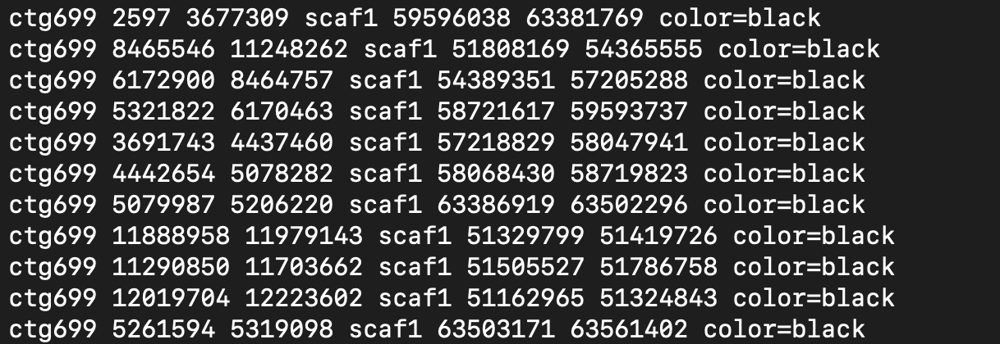 ctg699 2597 3677309 scaf1 59596038 63381769 color=black
ctg699 8465546 11248262 scaf1 51808169 54365555 color=black
ctg699 6172900 8464757 scaf1 54389351 57205288 color=black
ctg699 5321822 6170463 scaf1 58721617 59593737 color=black
ctg699 3691743 4437460 scaf1 57218829 58047941 color=black
ctg699 4442654 5078282 scaf1 58068430 58719823 color=black
ctg699 5079987 5206220 scaf1 63386919 63502296 color=black
ctg699 11888958 11979143 scaf1 51329799 51419726 color=black
ctg699 11290850 11703662 scaf1 51505527 51786758 color=black
ctg699 12019704 12223602 scaf1 51162965 51324843 color=black
ctg699 5261594 5319098 scaf1 63503171 63561402 color=black